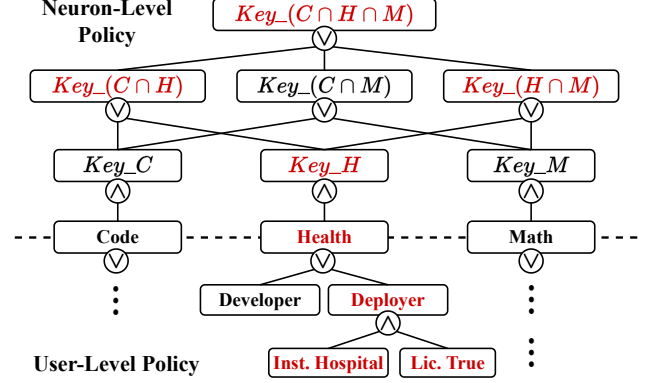 Neuron-Level
Policy
Key_(C ∩ H ∩ M)
Key_(C ∩ H)
Key_(C ∩ M)
Key_(H ∩ M)
Key_C
Key_H
Key_M
Code
Health
Math
Developer
Deployer
User-Level Policy
Inst. Hospital
Lic. True